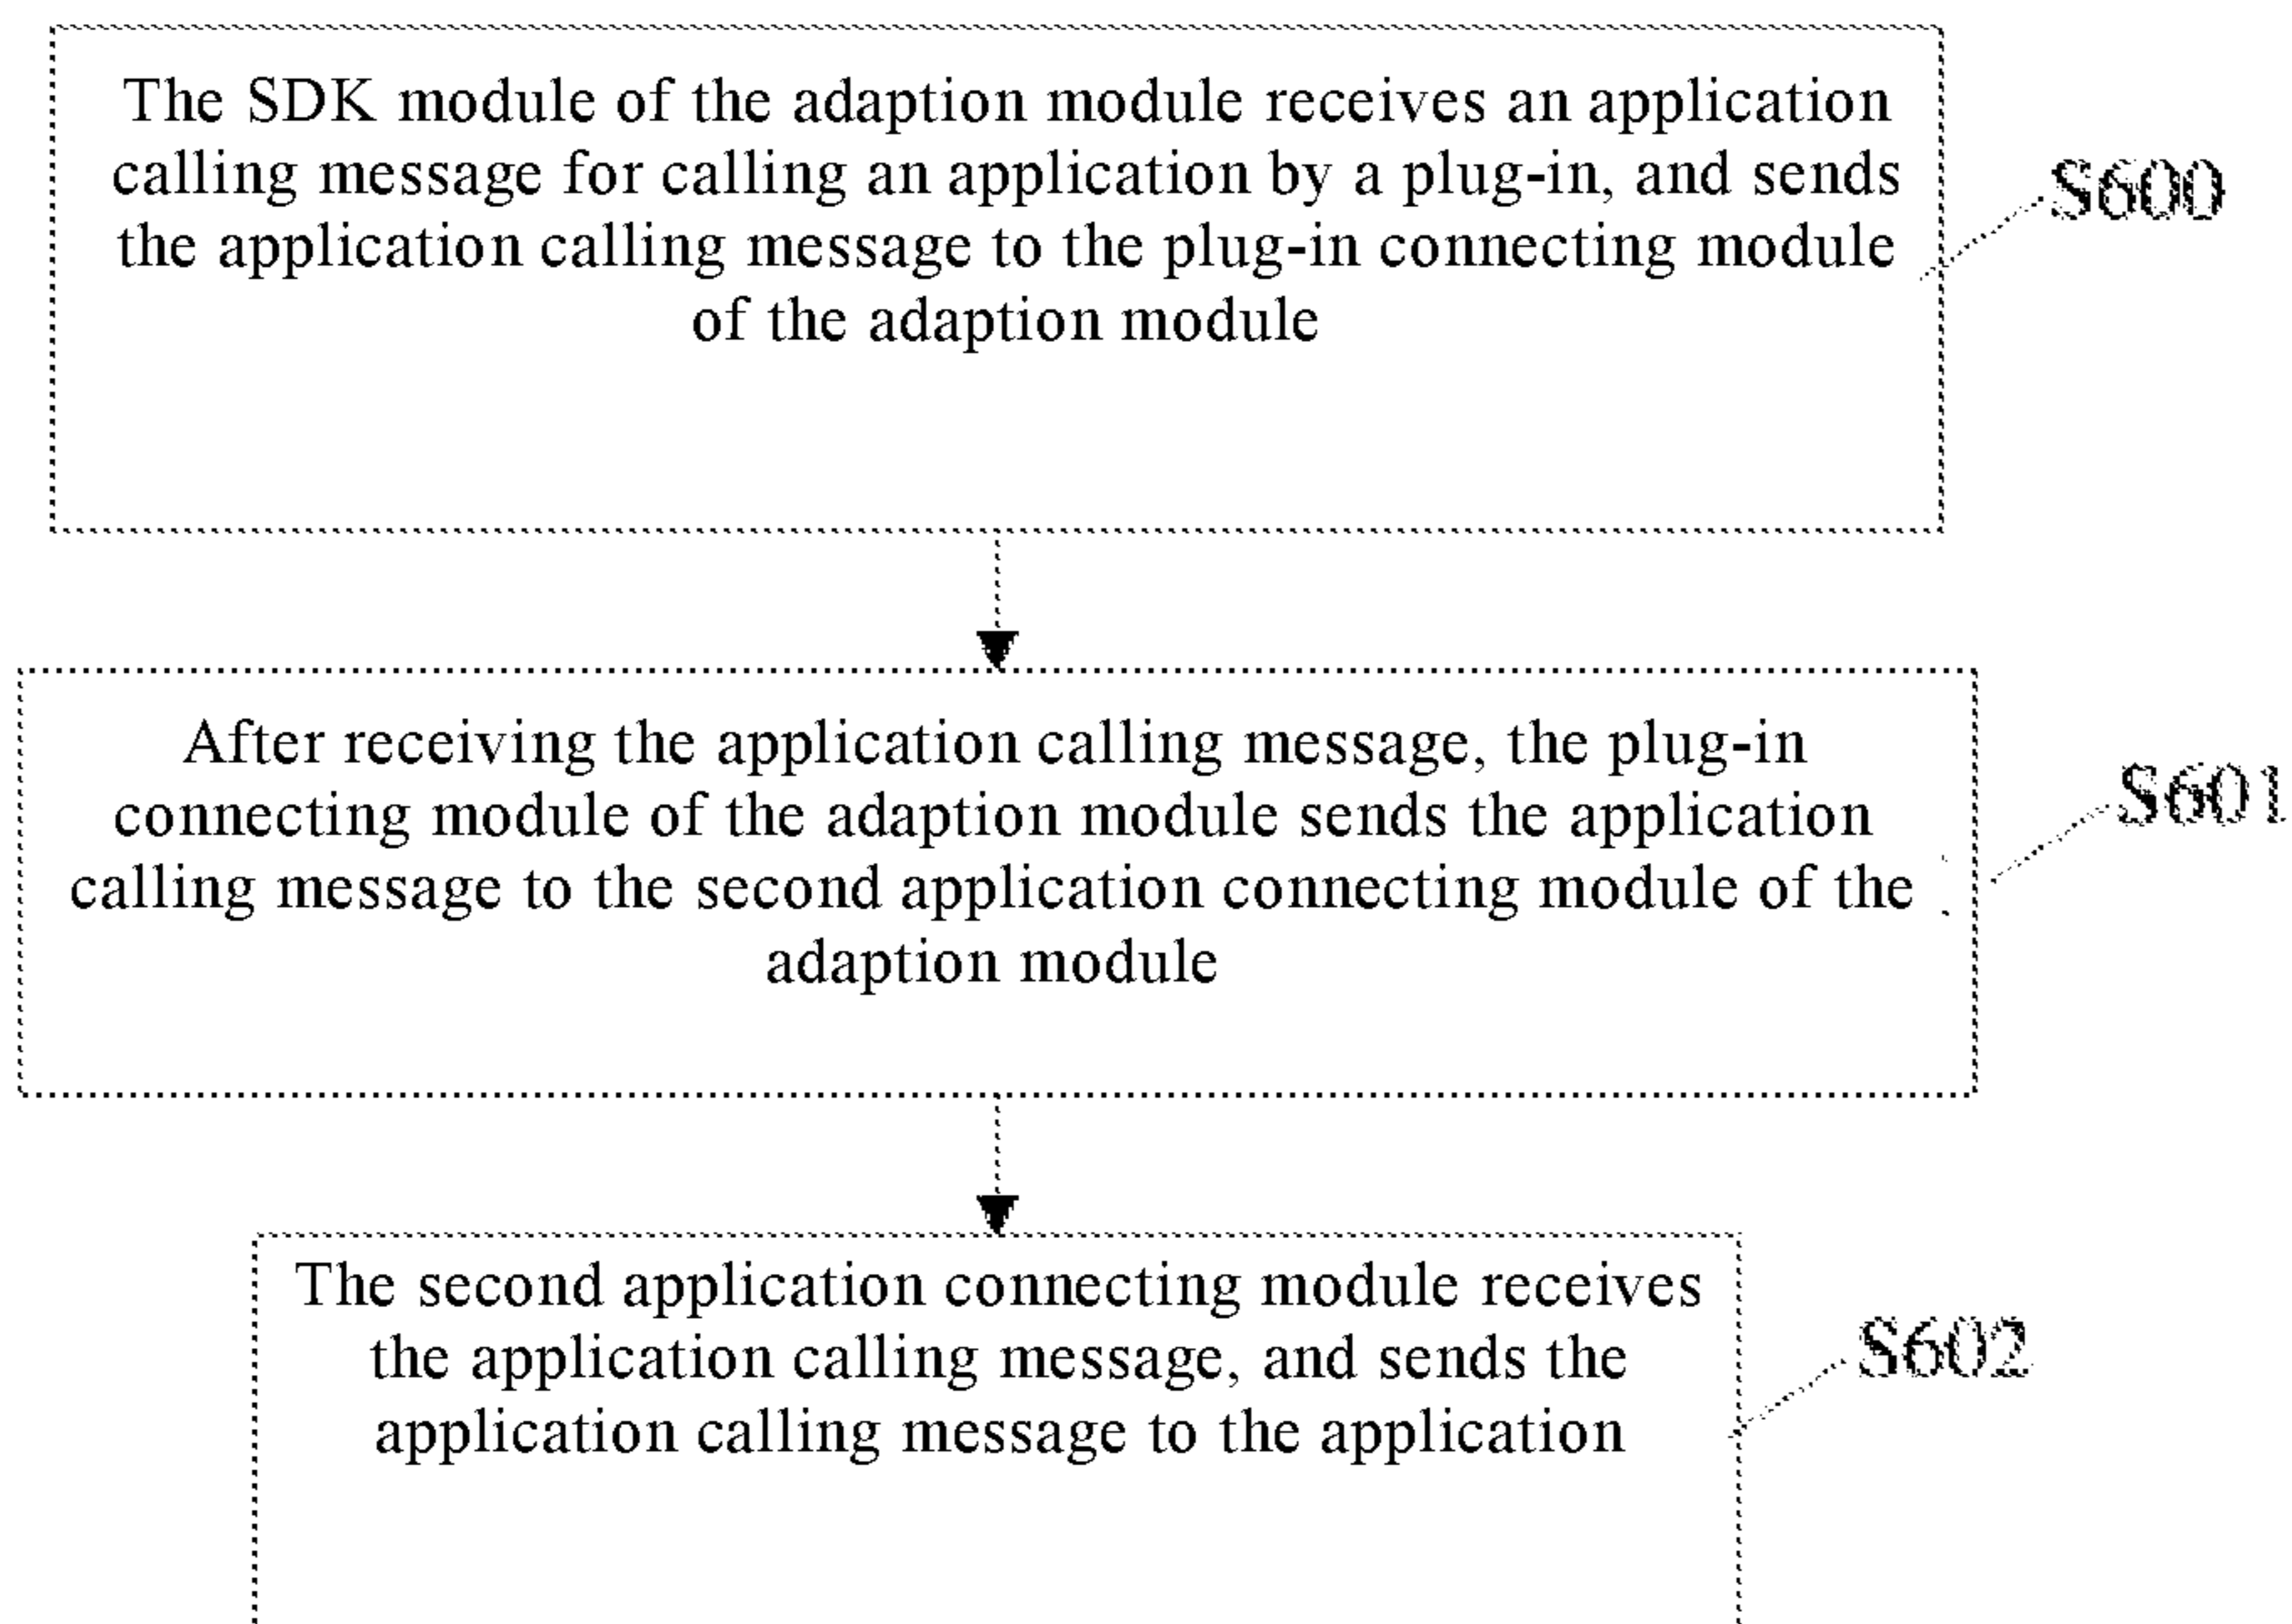 The SDK module of the adaption module receives an application
calling message for calling an application by a plug-in, and sends
the application calling message to the plug-in connecting module
of the adaption module
S600
After receiving the application calling message, the plug-in
connecting module of the adaption module sends the application
calling message to the second application connecting module of the
adaption module
S601
The second application connecting module receives
the application calling message, and sends the
application calling message to the application
S602